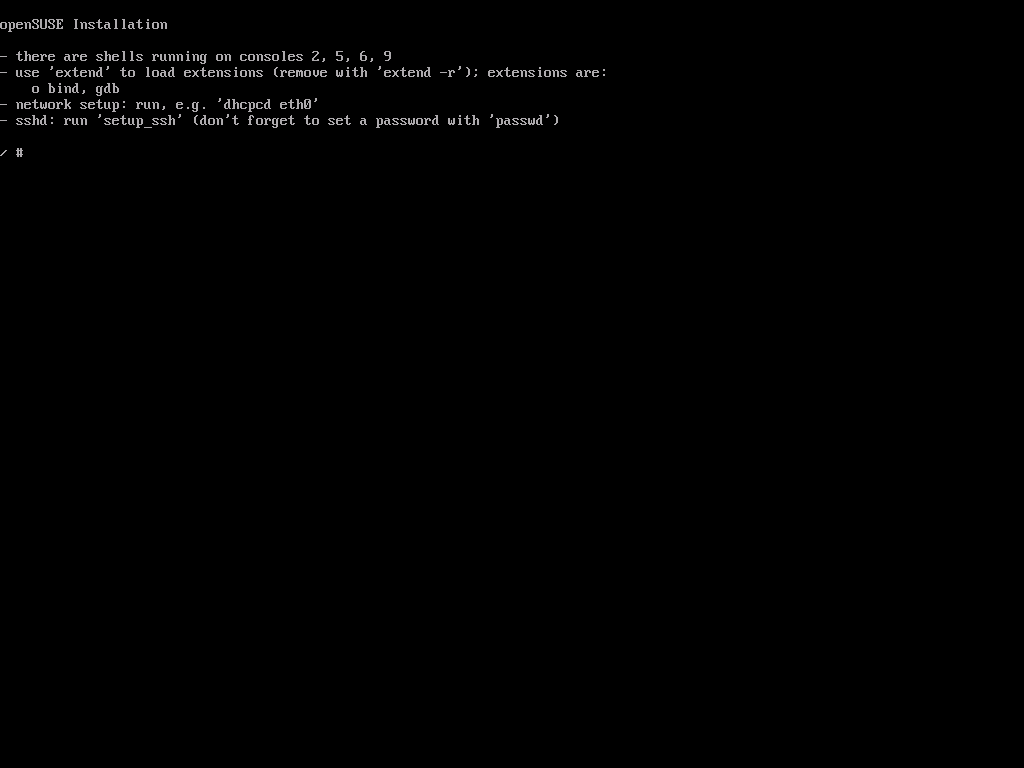 openSUSE Installation
- there are shells running on consoles 2, 5, 6, 9
- use 'extend' to load extensions (remove with 'extend -r'); extensions are:
o bind, gdb
- network setup: run, e.g. 'dhcpcd eth0'
- sshd: run 'setup_ssh' (don't forget to set a password with 'passwd')
/ #